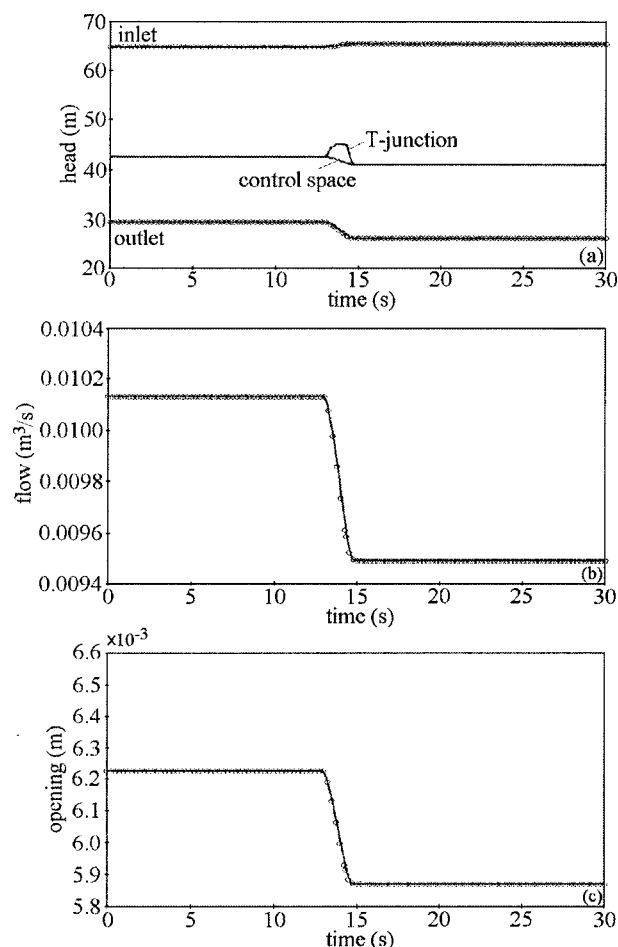 70
inlet
60
50
T-junction
head (m)
40
control space
30
outlet
(a)
20
0 5 10 15 20 25 30
time (s)
0.0104
0.0102
0.0100
flow (m³/s)
0.0098
0.0096
0.0094
(b)
0 5 10 15 20 25 30
time (s)
×10⁻³
6.6
6.4
6.3
6.2
opening (m)
6.1
6.0
5.9
5.8
(c)
0 5 10 15 20 25 30
time (s)